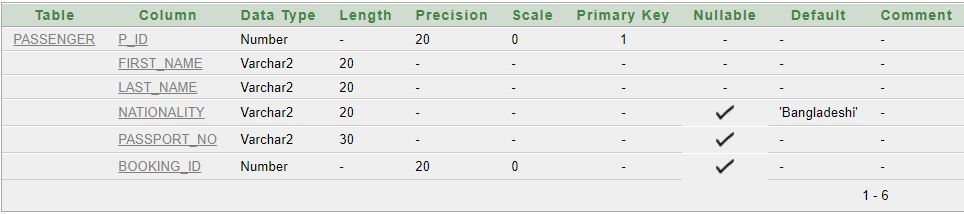 Table Column Data Type Length Precision Scale Primary Key Nullable Default Comment
PASSENGER P_ID Number - 20 0 1 - - -
FIRST_NAME Varchar2 20 - - - - - -
LAST_NAME Varchar2 20 - - - - - -
NATIONALITY Varchar2 20 - - - ✓ 'Bangladeshi' -
PASSPORT_NO Varchar2 30 - - - ✓ - -
BOOKING_ID Number - 20 0 - ✓ - -
1 - 6